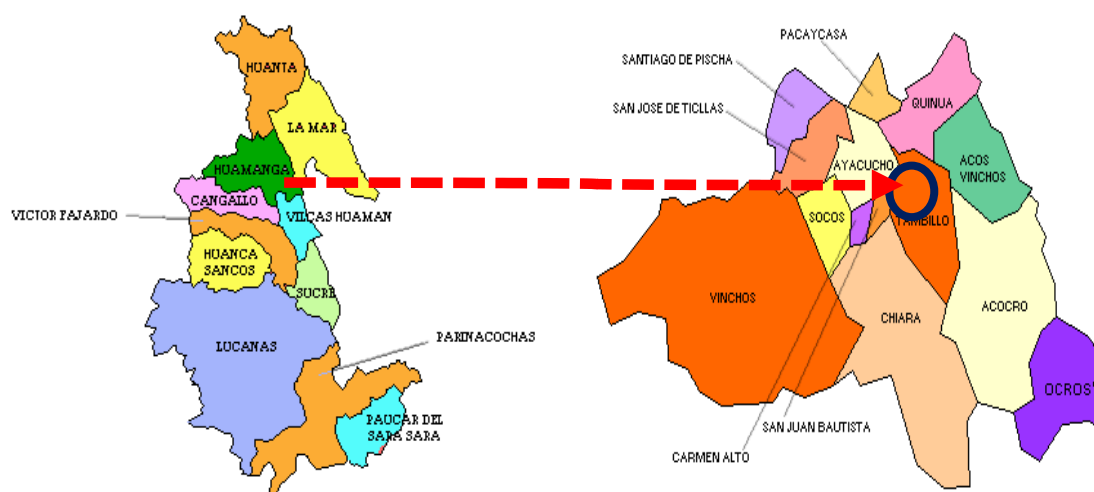 HUANTA
LA MAR
HUAMANGA
CANGALLO
VICTOR FAJARDO
VILCAS HUAMAN
HUANCA
SANCOS
SUCRE
LUCANAS
PARINACOCHAS
PAUCAR DEL
SARA SARA
PACAYCASA
SANTIAGO DE PISCHA
SAN JOSE DE TICLLAS
QUINUA
AYACUCHO
ACOS
VINCHOS
SOCOS
TAMBILLO
VINCHOS
CHIARA
ACOCRO
OCROS
SAN JUAN BAUTISTA
CARMEN ALTO